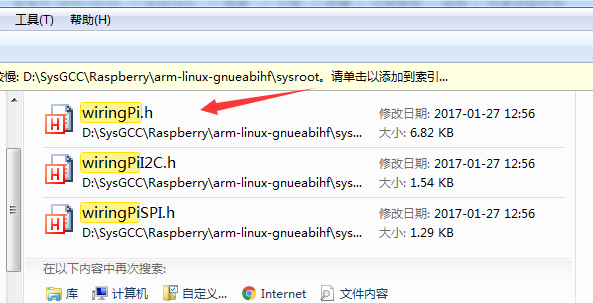 工具(T) 帮助(H)
慢: D:\SysGCC\Raspberry\arm-linux-gnueabihf\sysroot。请单击以添加到索引...
wiringPi.h 修改日期: 2017-01-27 12:56
D:\SysGCC\Raspberry\arm-linux-gnueabihf\sys... 大小: 6.82 KB
wiringPiI2C.h 修改日期: 2017-01-27 12:56
D:\SysGCC\Raspberry\arm-linux-gnueabihf\sys... 大小: 1.54 KB
wiringPiSPI.h 修改日期: 2017-01-27 12:56
D:\SysGCC\Raspberry\arm-linux-gnueabihf\sys... 大小: 1.29 KB
在以下内容中再次搜索:
库 计算机 自定义... Internet 文件内容